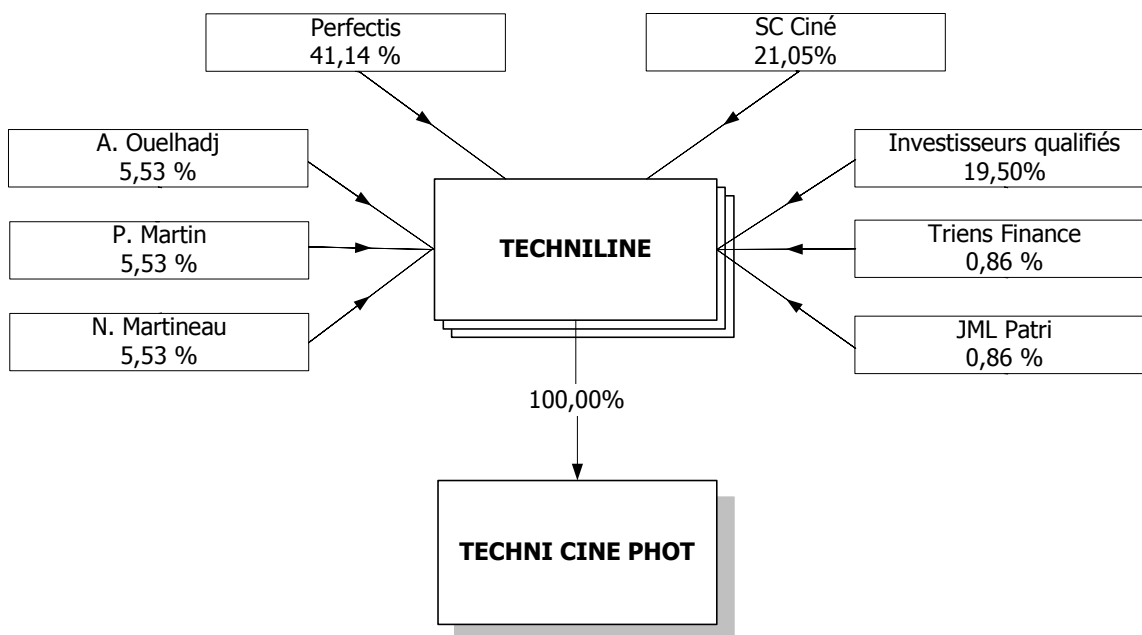 Perfectis
41,14 %
SC Ciné
21,05%
A. Ouelhadj
5,53 %
Investisseurs qualifiés
19,50%
P. Martin
5,53 %
TECHNILINE
Triens Finance
0,86 %
N. Martineau
5,53 %
JML Patri
0,86 %
100,00%
TECHNI CINE PHOT